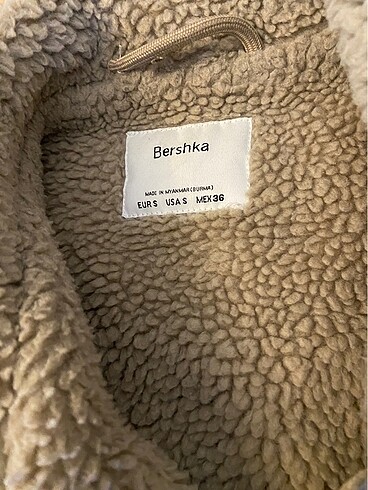 Bershka
MADE IN MYANMAR (BURMA)
EUR S USA S MEX 36